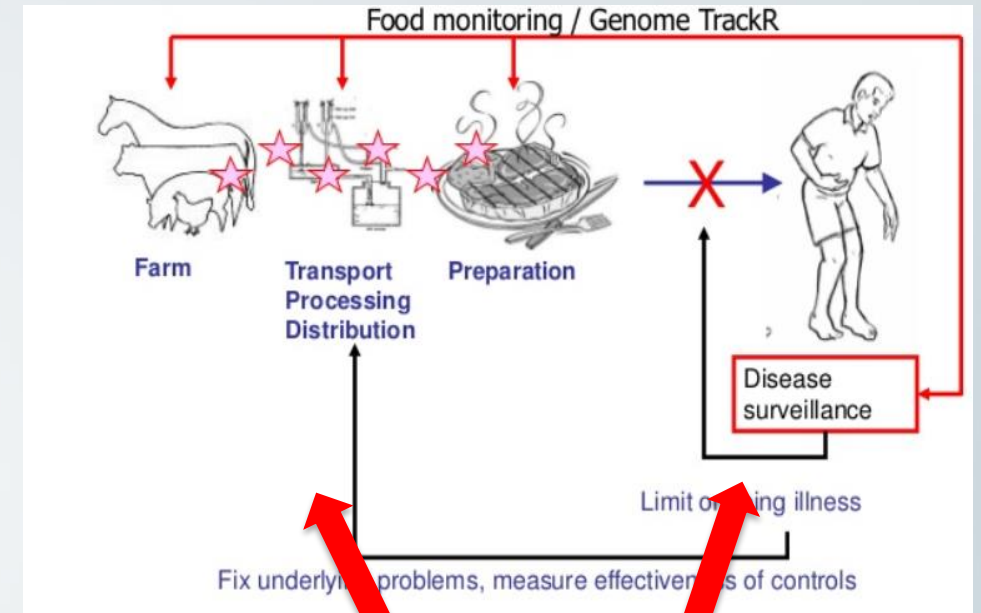 Food monitoring / Genome TrackR
Farm
Transport
Processing
Distribution
Preparation
Disease
surveillance
Limit illness
Fix problems, measure of controls